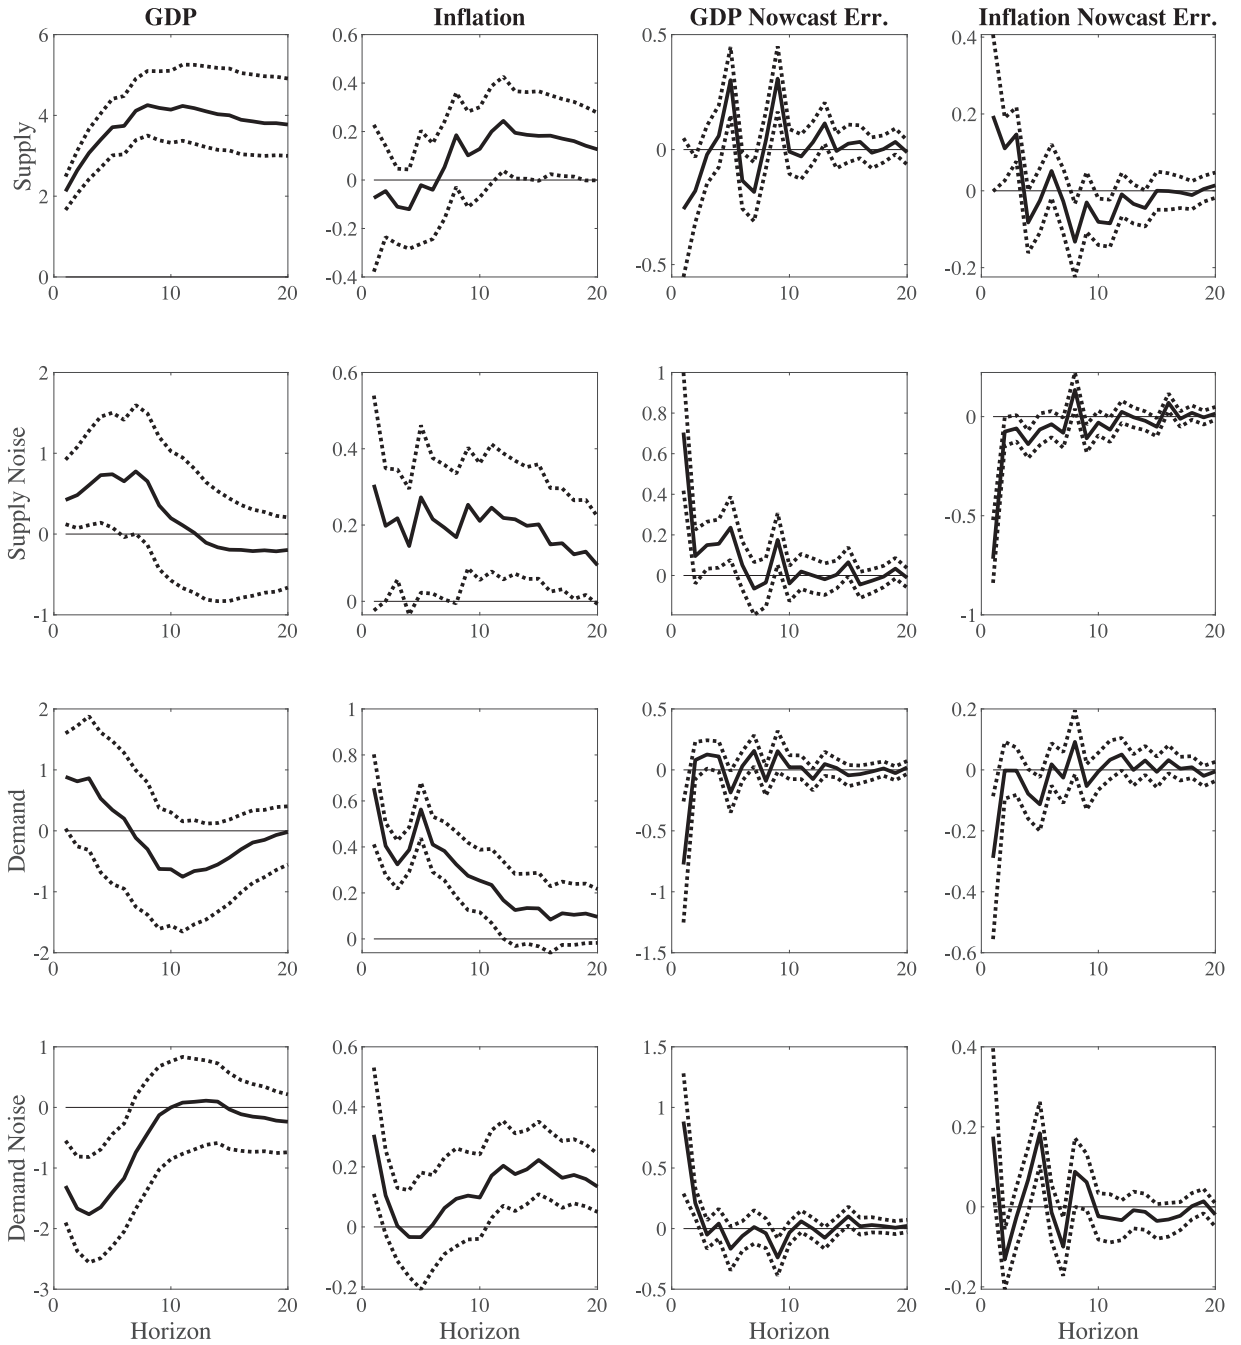 GDP Inflation GDP Nowcast Err. Inflation Nowcast Err.
Supply
6 4 2 0
0 10 20
0.6 0.4 0.2 0 -0.2 -0.4
0 10 20
0.5 0 -0.5
0 10 20
0.4 0.2 0 -0.2
0 10 20
Supply Noise
2 1 0 -1
0 10 20
0.6 0.4 0.2 0
0 10 20
1 0.8 0.6 0.4 0.2 0
0 10 20
0 -0.5 -1
0 10 20
Demand
2 1 0 -1 -2
0 10 20
1 0.8 0.6 0.4 0.2 0
0 10 20
0.5 0 -0.5 -1 -1.5
0 10 20
0.2 0 -0.2 -0.4 -0.6
0 10 20
Demand Noise
1 0 -1 -2 -3
0 10 20
0.6 0.4 0.2 0 -0.2
0 10 20
1.5 1 0.5 0 -0.5
0 10 20
0.4 0.2 0 -0.2
0 10 20
Horizon Horizon Horizon Horizon